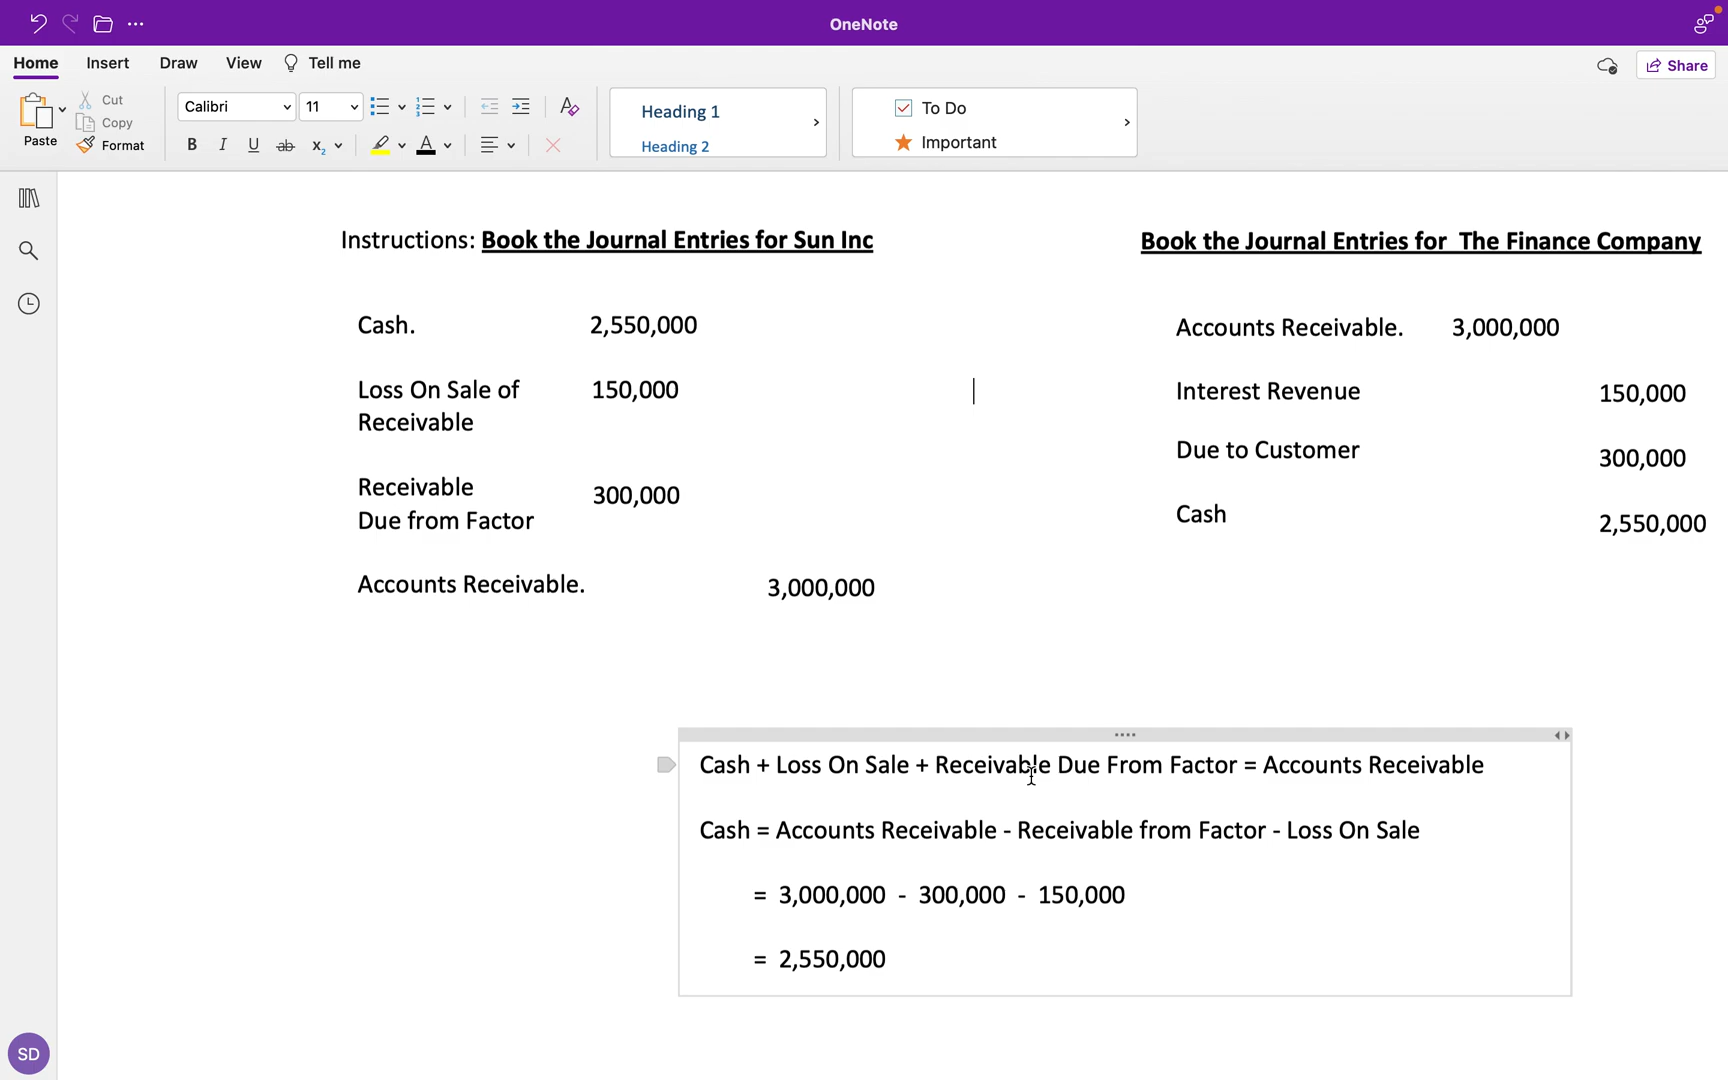 OneNote
Home Insert Draw View Tell me
Share
Paste
Cut
Copy
Format
Calibri 11
B I U ab x₂ A
Heading 1
Heading 2
To Do
Important
Instructions: Book the Journal Entries for Sun Inc
Cash. 2,550,000
Loss On Sale of 150,000
Receivable
Receivable 300,000
Due from Factor
Accounts Receivable. 3,000,000
Book the Journal Entries for The Finance Company
Accounts Receivable. 3,000,000
Interest Revenue 150,000
Due to Customer 300,000
Cash 2,550,000
Cash + Loss On Sale + Receivable Due From Factor = Accounts Receivable
Cash = Accounts Receivable - Receivable from Factor - Loss On Sale
= 3,000,000 - 300,000 - 150,000
= 2,550,000
SD